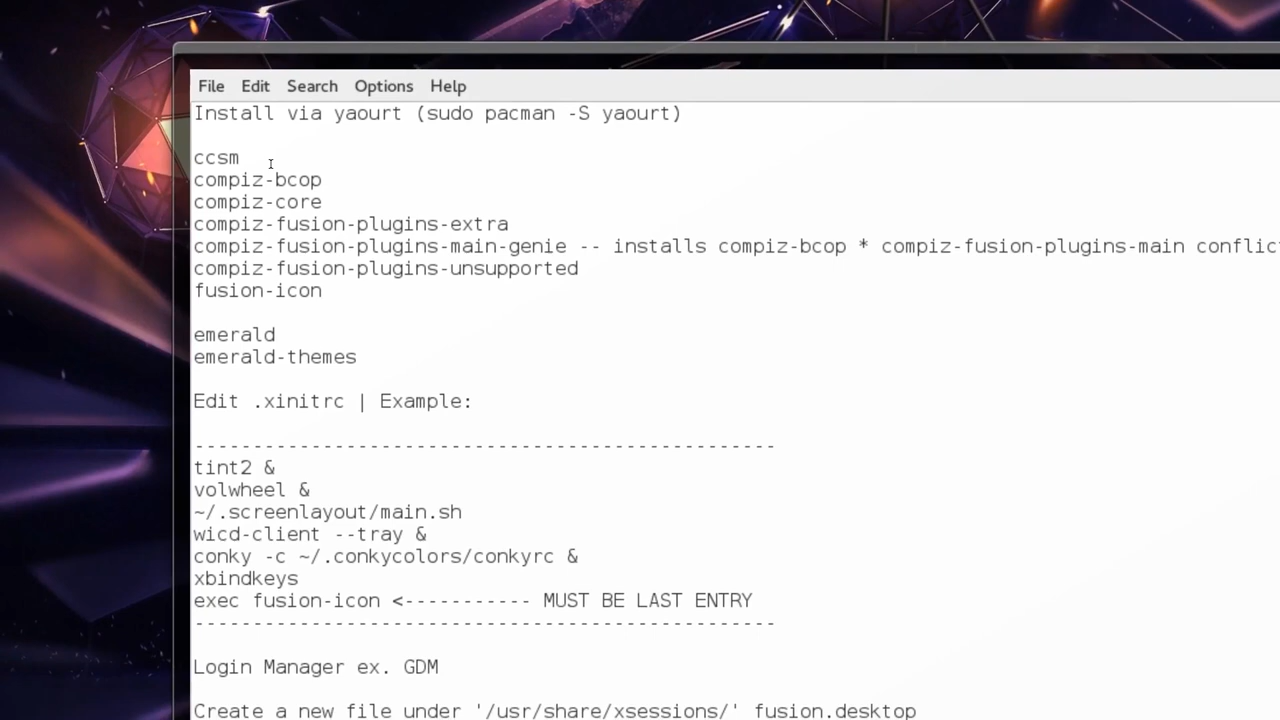 File Edit Search Options Help
Install via yaourt (sudo pacman -S yaourt)
ccsm
compiz-bcop
compiz-core
compiz-fusion-plugins-extra
compiz-fusion-plugins-main-genie -- installs compiz-bcop * compiz-fusion-plugins-main
compiz-fusion-plugins-unsupported
fusion-icon
emerald
emerald-themes
Edit .xinitrc | Example:
--------------------------------------------------
tint2 &
volwheel &
~/.screenlayout/main.sh
wicd-client --tray &
conky -c ~/.conkycolors/conkyrc &
xbindkeys
exec fusion-icon <----------- MUST BE LAST ENTRY
--------------------------------------------------
Login Manager ex. GDM
Create a new file under '/usr/share/xsessions/' fusion.desktop